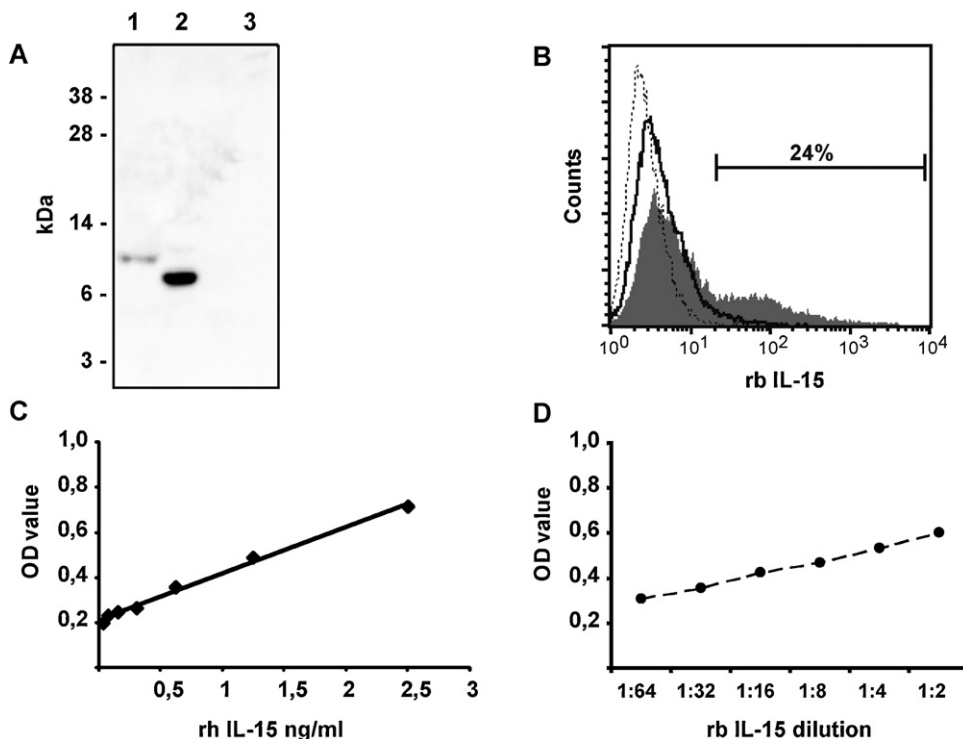 A
1 2 3
kDa
38 -
28 -
14 -
6 -
3 -
B
Counts
24%
10⁰ 10¹ 10² 10³ 10⁴
rb IL-15
C
OD value
1,0
0,8
0,6
0,4
0,2
0,5 1 1,5 2 2,5 3
rh IL-15 ng/ml
D
OD value
1,0
0,8
0,6
0,4
0,2
1:64 1:32 1:16 1:8 1:4 1:2
rb IL-15 dilution